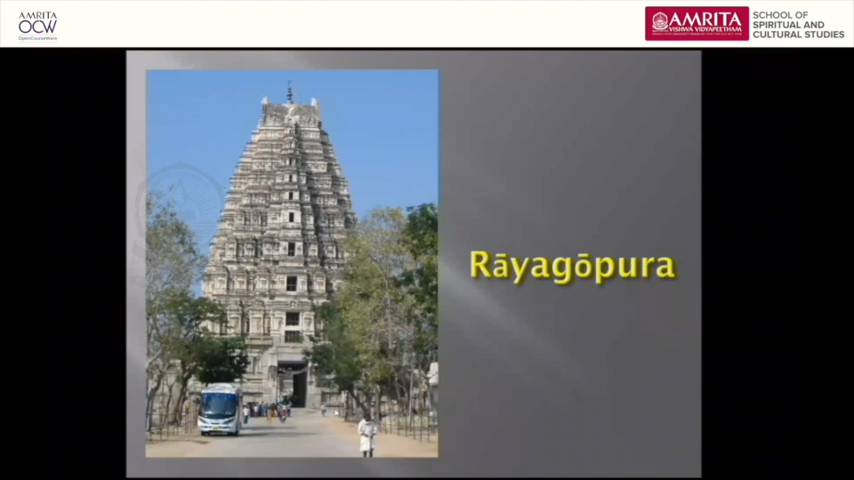 AMRITA
OCW
OpenCourseWare
AMRITA
VISHWA VIDYAPEETHAM
SCHOOL OF
SPIRITUAL AND
CULTURAL STUDIES
Rāyagōpura